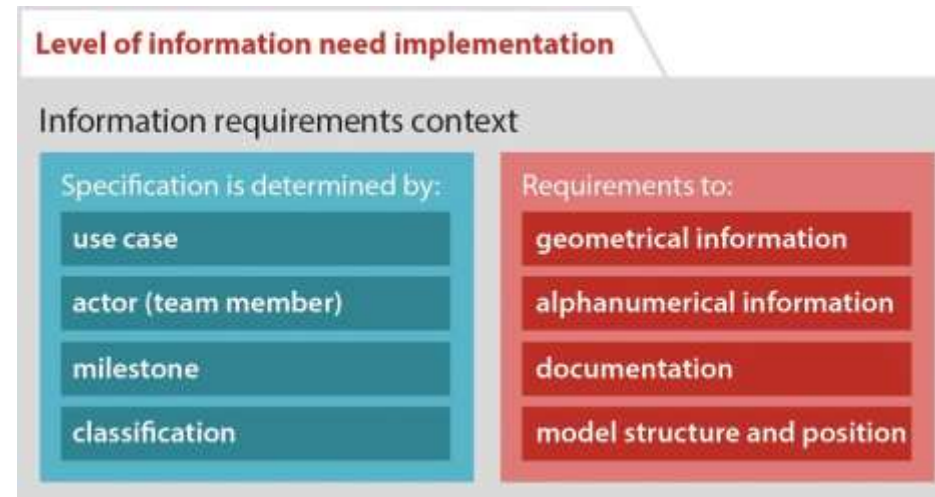 Level of information need implementation
Information requirements context
Specification is determined by:
use case
actor (team member)
milestone
classification
Requirements to:
geometrical information
alphanumerical information
documentation
model structure and position